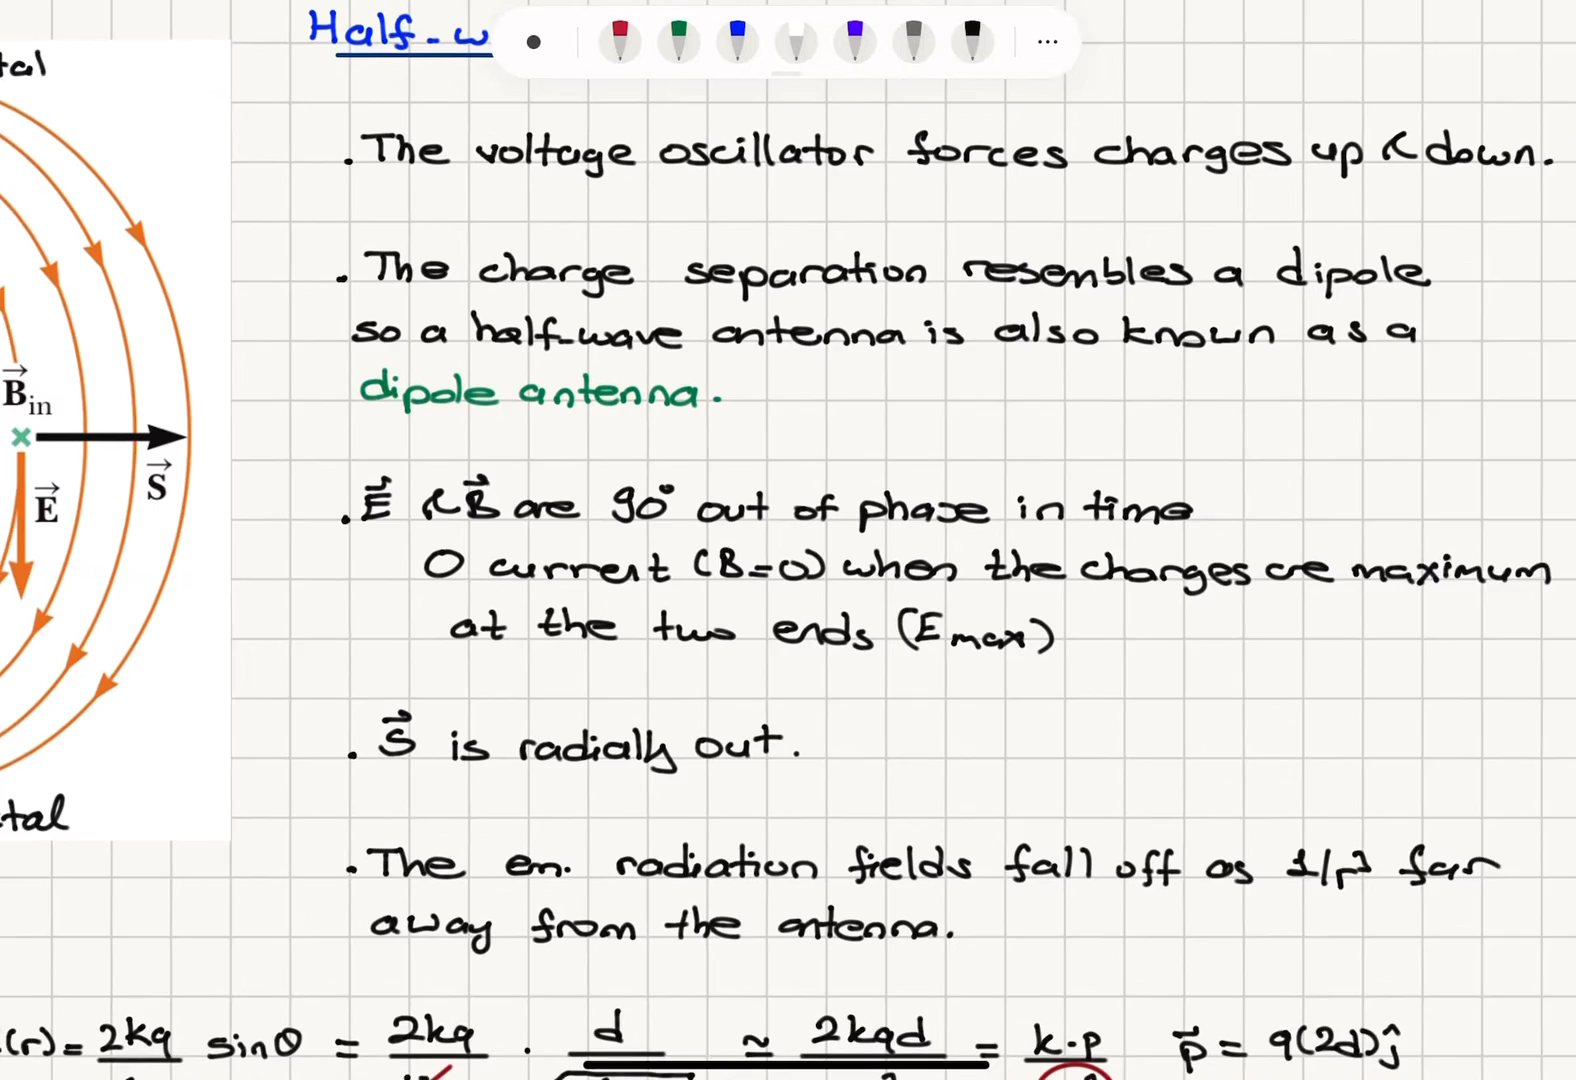 Half-w
tal
. The voltage oscillator forces charges up & down.
. The charge separation resembles a dipole
so a half-wave antenna is also known as a
dipole antenna.
B in
S
E
. E & B are 90° out of phase in time
0 current (B=0) when the charges are maximum
at the two ends (E max)
. S is radially out.
tal
. The em. radiation fields fall off as 1/r³ far
away from the antenna.
(r) = 2kq sinθ = 2kq . d ≈ 2kqd = k.p p = q(2d)ĵ